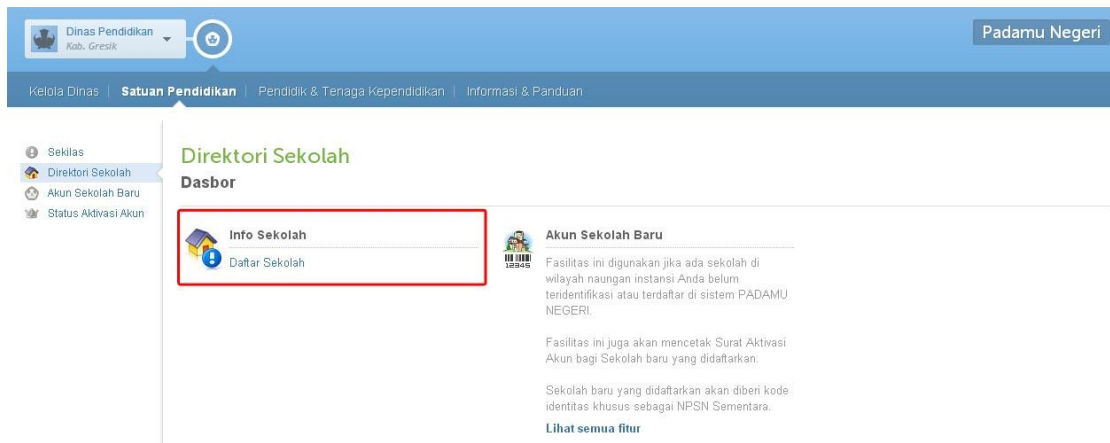 Dinas Pendidikan
Kab. Gresik
Padamu Negeri
Kelola Dinas | Satuan Pendidikan | Pendidik & Tenaga Kependidikan | Informasi & Panduan
Sekilas
Direktori Sekolah
Akun Sekolah Baru
Status Aktivasi Akun
Direktori Sekolah
Dasbor
Info Sekolah
Daftar Sekolah
12345
Akun Sekolah Baru
Fasilitas ini digunakan jika ada sekolah di
wilayah naungan instansi Anda belum
teridentifikasi atau terdaftar di sistem PADAMU
NEGERI.
Fasilitas ini juga akan mencetak Surat Aktivasi
Akun bagi Sekolah baru yang didaftarkan.
Sekolah baru yang didaftarkan akan diberi kode
identitas khusus sebagai NPSN Sementara.
Lihat semua fitur